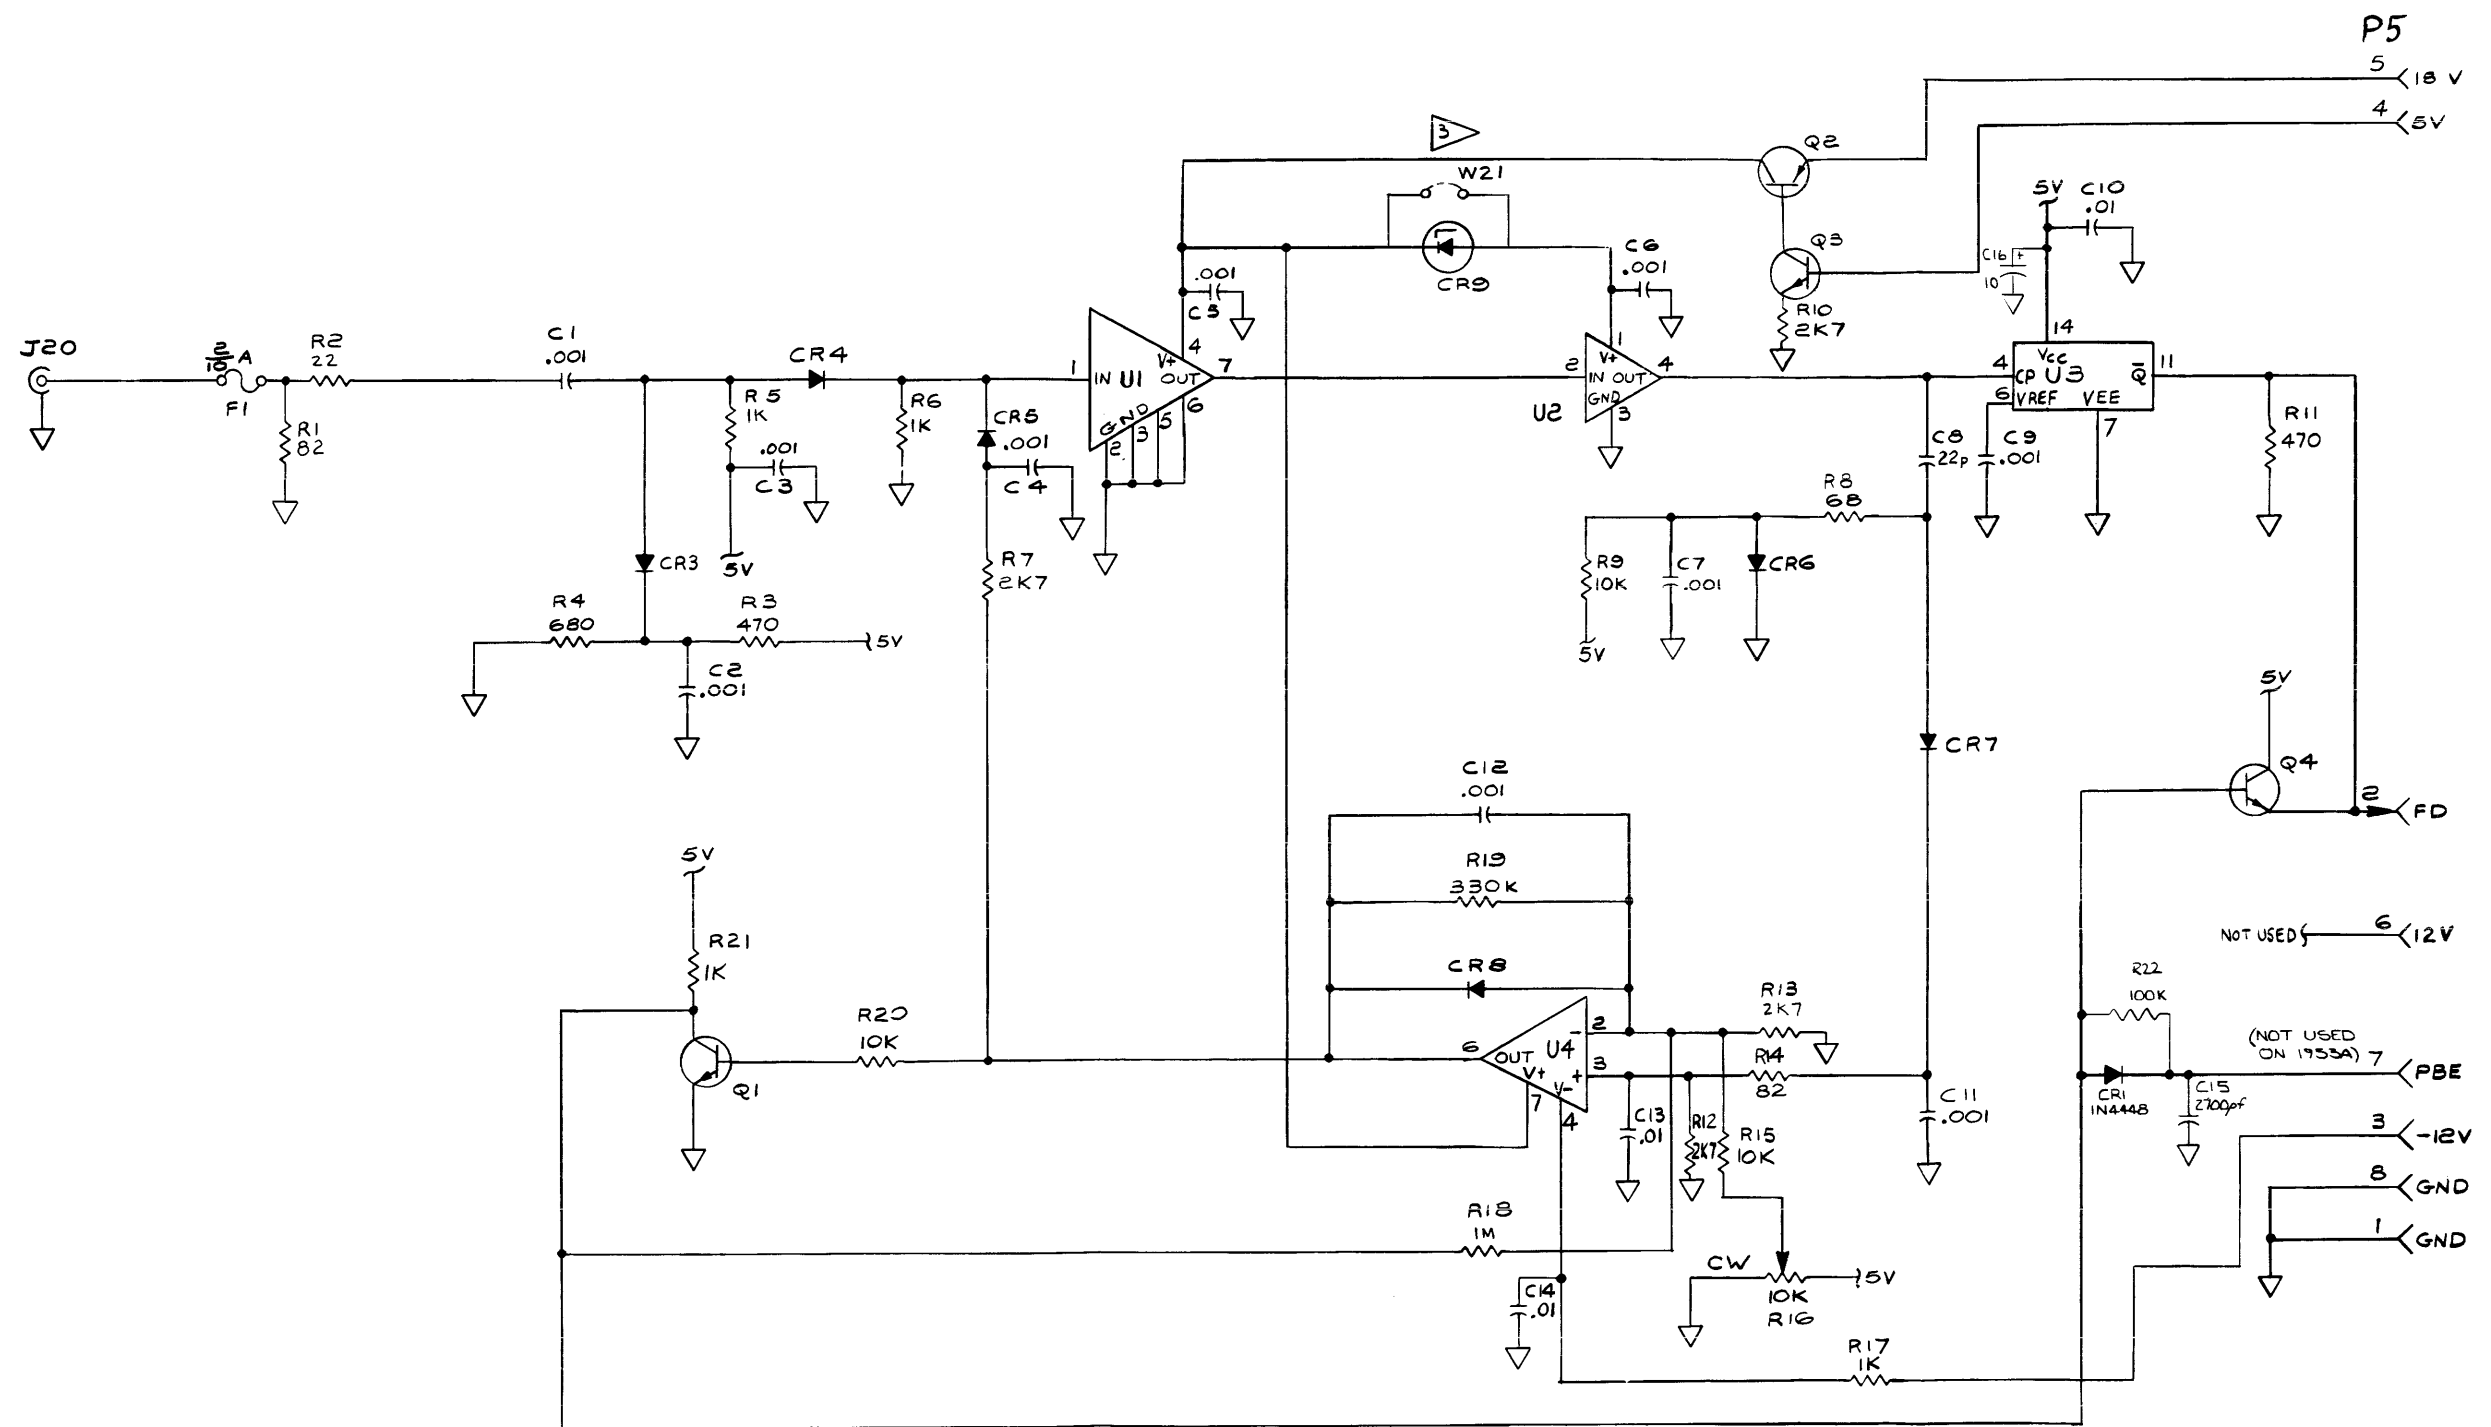 P5
5
18 V
4
5V
3
Q2
W21
5V
C10
.01
Q3
C6
.001
C16
+
10
.001
C5
CR9
R10
2K7
J20
2/10 A
F1
R2
22
C1
.001
CR4
1
IN
U1
V+
4
OUT
7
GND
2
3
5
6
2
IN OUT
V+
1
4
GND
3
U2
14
VCC
4
CP
U3
Q̅
11
6
VREF
VEE
7
R1
82
R5
1K
.001
C3
5V
R6
1K
CR5
.001
C4
R11
470
C8
22p
C9
.001
R8
68
R9
10K
5V
C7
.001
CR6
CR3
R7
2K7
R4
680
R3
470
5V
C2
.001
5V
CR7
Q4
C12
.001
2
FD
5V
R19
330K
R21
1K
NOT USED
6
12V
CR8
R22
100K
R20
10K
Q1
6
OUT
U4
-
2
+
3
V+
7
V-
4
R13
2K7
R14
82
(NOT USED
ON 1953A)
7
PBE
CR1
1N4448
C15
2700pf
C11
.001
C13
.01
R12
2K7
R15
10K
3
-12V
8
GND
1
GND
R18
1M
CW
5V
10K
R16
C14
.01
R17
1K